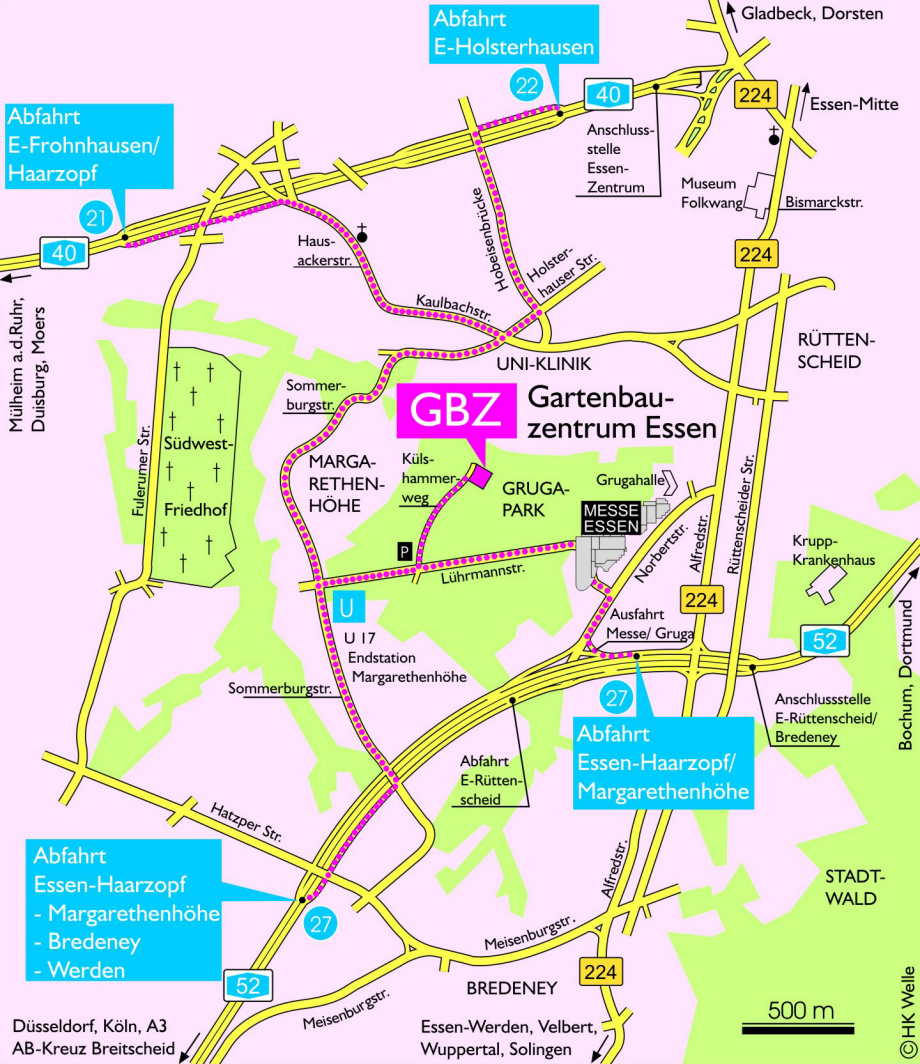 Gladbeck, Dorsten
Abfahrt
E-Holsterhausen
22
40
224
Essen-Mitte
Abfahrt
E-Frohnhausen/
Haarzopf
21
40
Anschluss-
stelle
Essen-
Zentrum
Museum
Folkwang
Bismarckstr.
Mülheim a.d.Ruhr,
Duisburg, Moers
Haus-
ackerstr.
Hobeisenbrücke
Holster-
hauser Str.
224
Kaulbachstr.
UNI-KLINIK
RÜTTEN-
SCHEID
Sommer-
burgstr.
GBZ
Gartenbau-
zentrum Essen
Fulerumer Str.
Südwest-
Friedhof
MARGA-
RETHEN-
HÖHE
Küls-
hammer-
weg
GRUGA-
PARK
Grugahalle
MESSE
ESSEN
P
Lührmannstr.
Norbertstr.
Alfredstr.
Rüttenscheider Str.
Krupp-
Krankenhaus
U
U 17
Endstation
Margarethenhöhe
Ausfahrt
Messe/ Gruga
224
52
Bochum, Dortmund
Sommerburgstr.
27
Abfahrt
Essen-Haarzopf/
Margarethenhöhe
Anschlussstelle
E-Rüttenscheid/
Bredeney
Abfahrt
E-Rütten-
scheid
Hatzper Str.
Abfahrt
Essen-Haarzopf
- Margarethenhöhe
- Bredeney
- Werden
27
52
Alfredstr.
STADT-
WALD
Meisenburgstr.
Meisenburgstr.
BREDENEY
224
Düsseldorf, Köln, A3
AB-Kreuz Breitscheid
Essen-Werden, Velbert,
Wuppertal, Solingen
500 m
©HK Welle